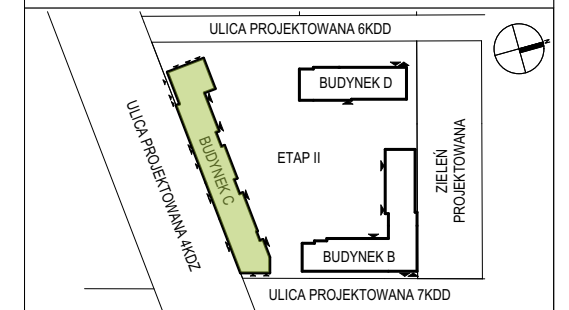 ULICA PROJEKTOWANA 6KDD
N
BUDYNEK D
ULICA PROJEKTOWANA 4KDZ
BUDYNEK C
ETAP II
ZIELEŃ
PROJEKTOWANA
BUDYNEK B
ULICA PROJEKTOWANA 7KDD